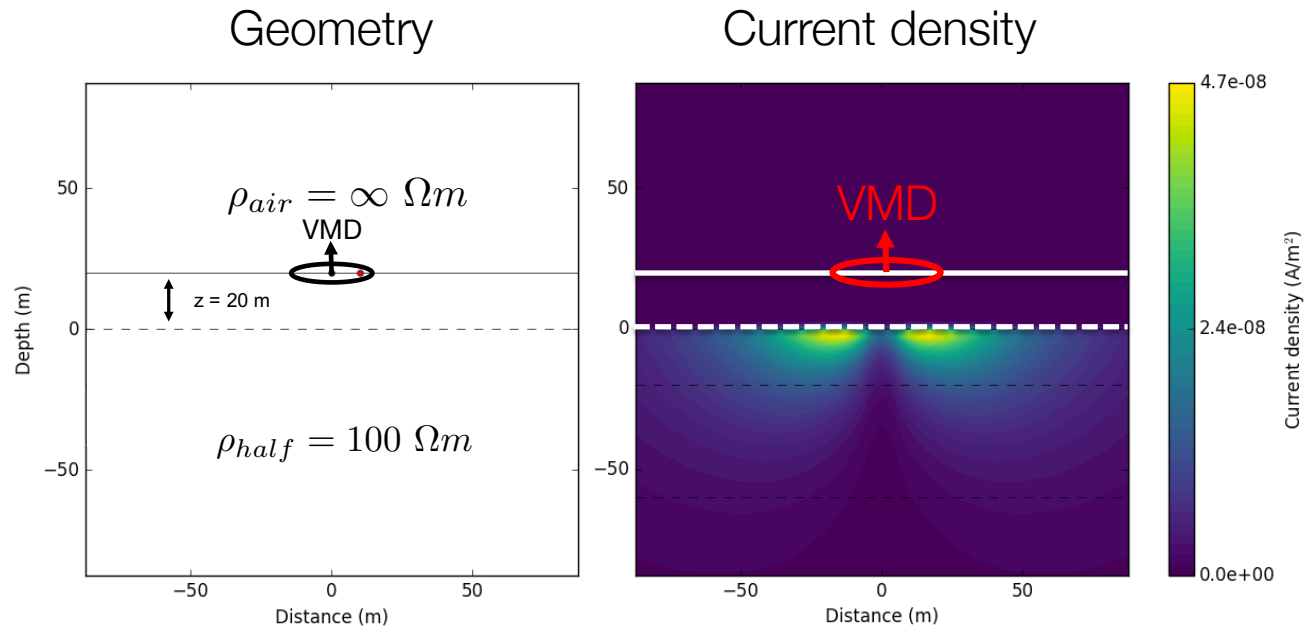 Geometry
Current density
50
0
−50
Depth (m)
ρ_air = ∞ Ωm
VMD
z = 20 m
ρ_half = 100 Ωm
−50
0
50
Distance (m)
VMD
50
0
−50
−50
0
50
Distance (m)
4.7e-08
2.4e-08
0.0e+00
Current density (A/m²)